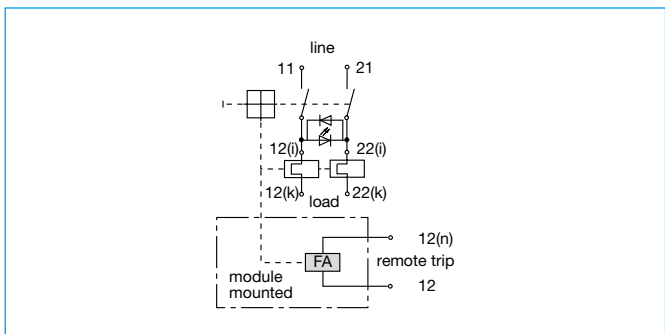 line
11 21
12(i) 22(i)
12(k) 22(k)
load
12(n)
FA remote trip
module
mounted
12